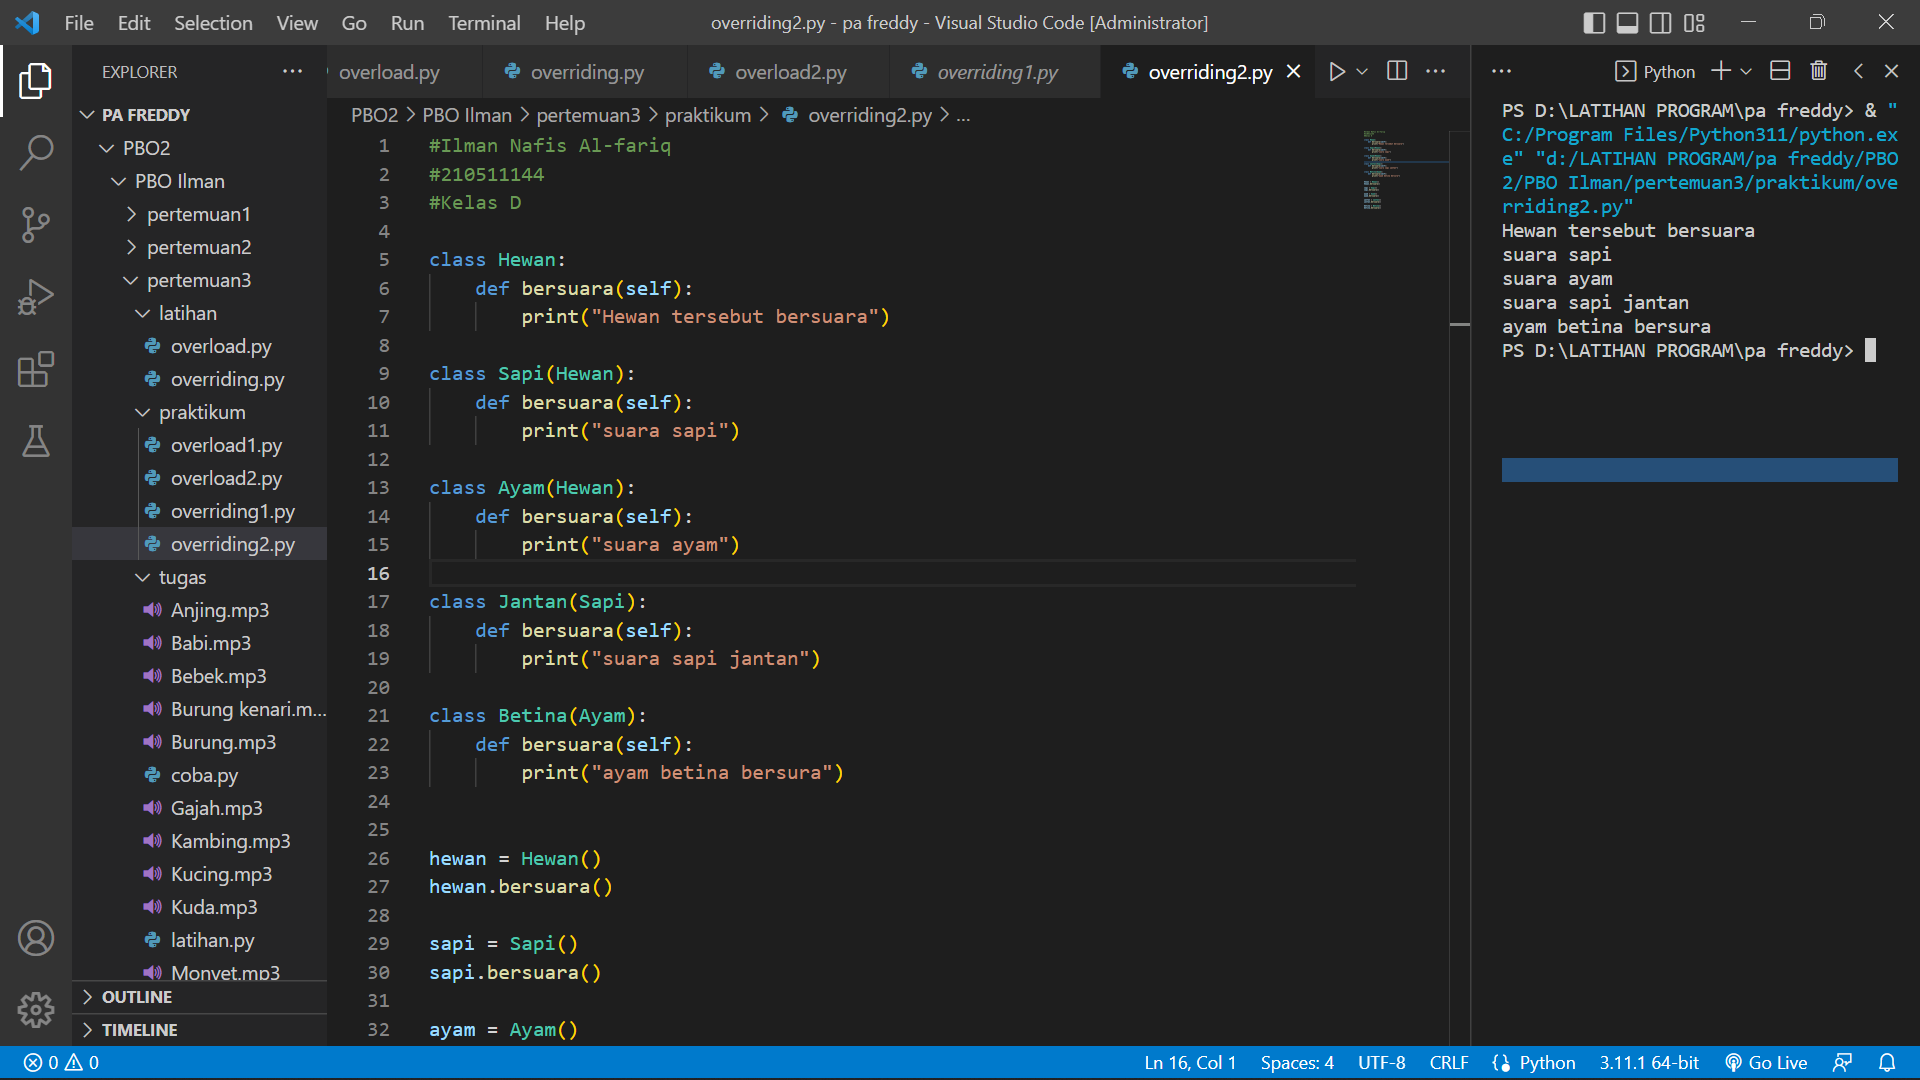 File Edit Selection View Go Run Terminal Help
overriding2.py - pa freddy - Visual Studio Code [Administrator]
EXPLORER
PA FREDDY
PBO2
PBO Ilman
pertemuan1
pertemuan2
pertemuan3
latihan
overload.py
overriding.py
praktikum
overload1.py
overload2.py
overriding1.py
overriding2.py
tugas
Anjing.mp3
Babi.mp3
Bebek.mp3
Burung kenari.m...
Burung.mp3
coba.py
Gajah.mp3
Kambing.mp3
Kucing.mp3
Kuda.mp3
latihan.py
Monyet.mp3
OUTLINE
TIMELINE
overload.py overriding.py overload2.py overriding1.py overriding2.py
PBO2 > PBO Ilman > pertemuan3 > praktikum > overriding2.py > ...
1 #Ilman Nafis Al-fariq
2 #210511144
3 #Kelas D
4
5 class Hewan:
6 def bersuara(self):
7 print("Hewan tersebut bersuara")
8
9 class Sapi(Hewan):
10 def bersuara(self):
11 print("suara sapi")
12
13 class Ayam(Hewan):
14 def bersuara(self):
15 print("suara ayam")
16
17 class Jantan(Sapi):
18 def bersuara(self):
19 print("suara sapi jantan")
20
21 class Betina(Ayam):
22 def bersuara(self):
23 print("ayam betina bersura")
24
25
26 hewan = Hewan()
27 hewan.bersuara()
28
29 sapi = Sapi()
30 sapi.bersuara()
31
32 ayam = Ayam()
Python
PS D:\LATIHAN PROGRAM\pa freddy> & "
C:/Program Files/Python311/python.ex
e" "d:/LATIHAN PROGRAM/pa freddy/PBO
2/PBO Ilman/pertemuan3/praktikum/ove
rriding2.py"
Hewan tersebut bersuara
suara sapi
suara ayam
suara sapi jantan
ayam betina bersura
PS D:\LATIHAN PROGRAM\pa freddy>
0 0
Ln 16, Col 1 Spaces: 4 UTF-8 CRLF Python 3.11.1 64-bit Go Live